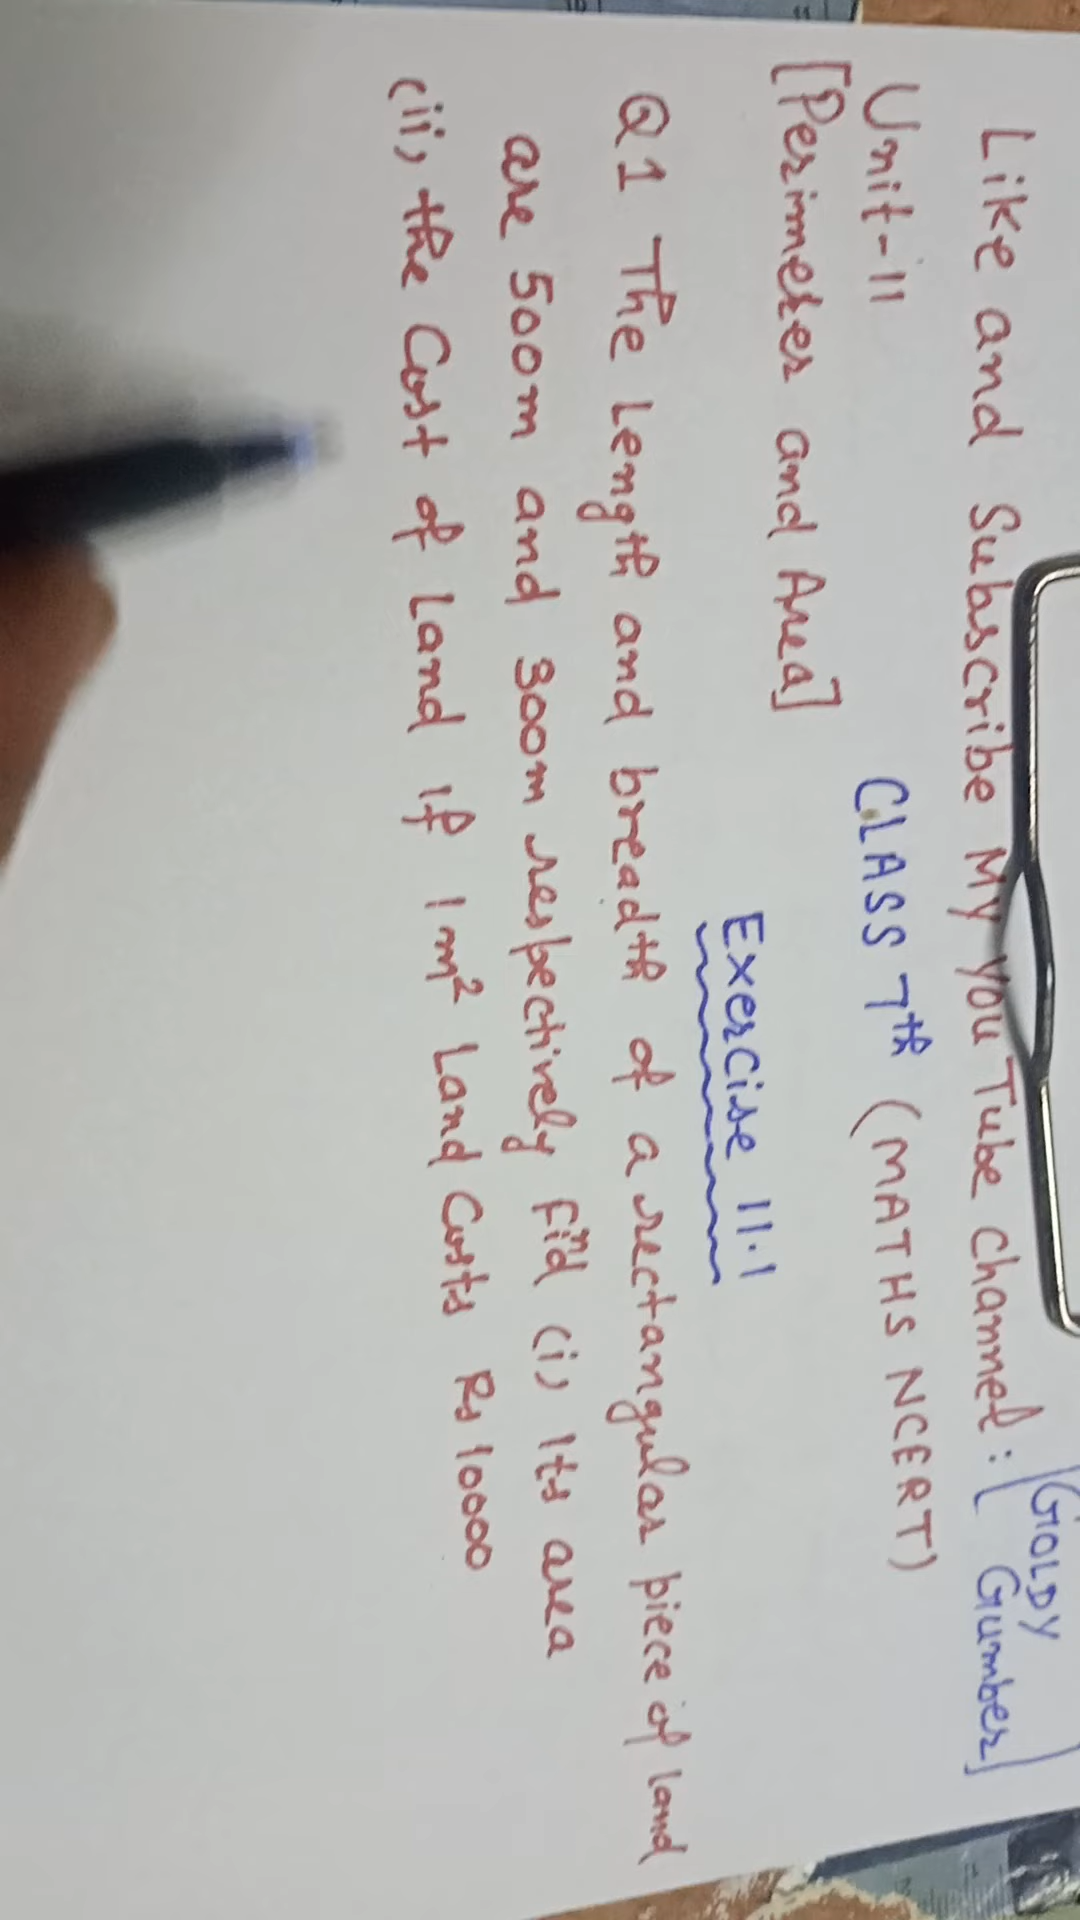 Like and Subscribe My YouTube channel: [GOLDY Gumber]
Unit-11 CLASS 7th (MATHS NCERT)
[Perimeter and Area]
Exercise 11.1
Q1 The Length and breadth of a rectangular piece of land
are 500m and 300m respectively find (i) Its area
(ii) the Cost of Land if 1m² Land Costs Rs 10000